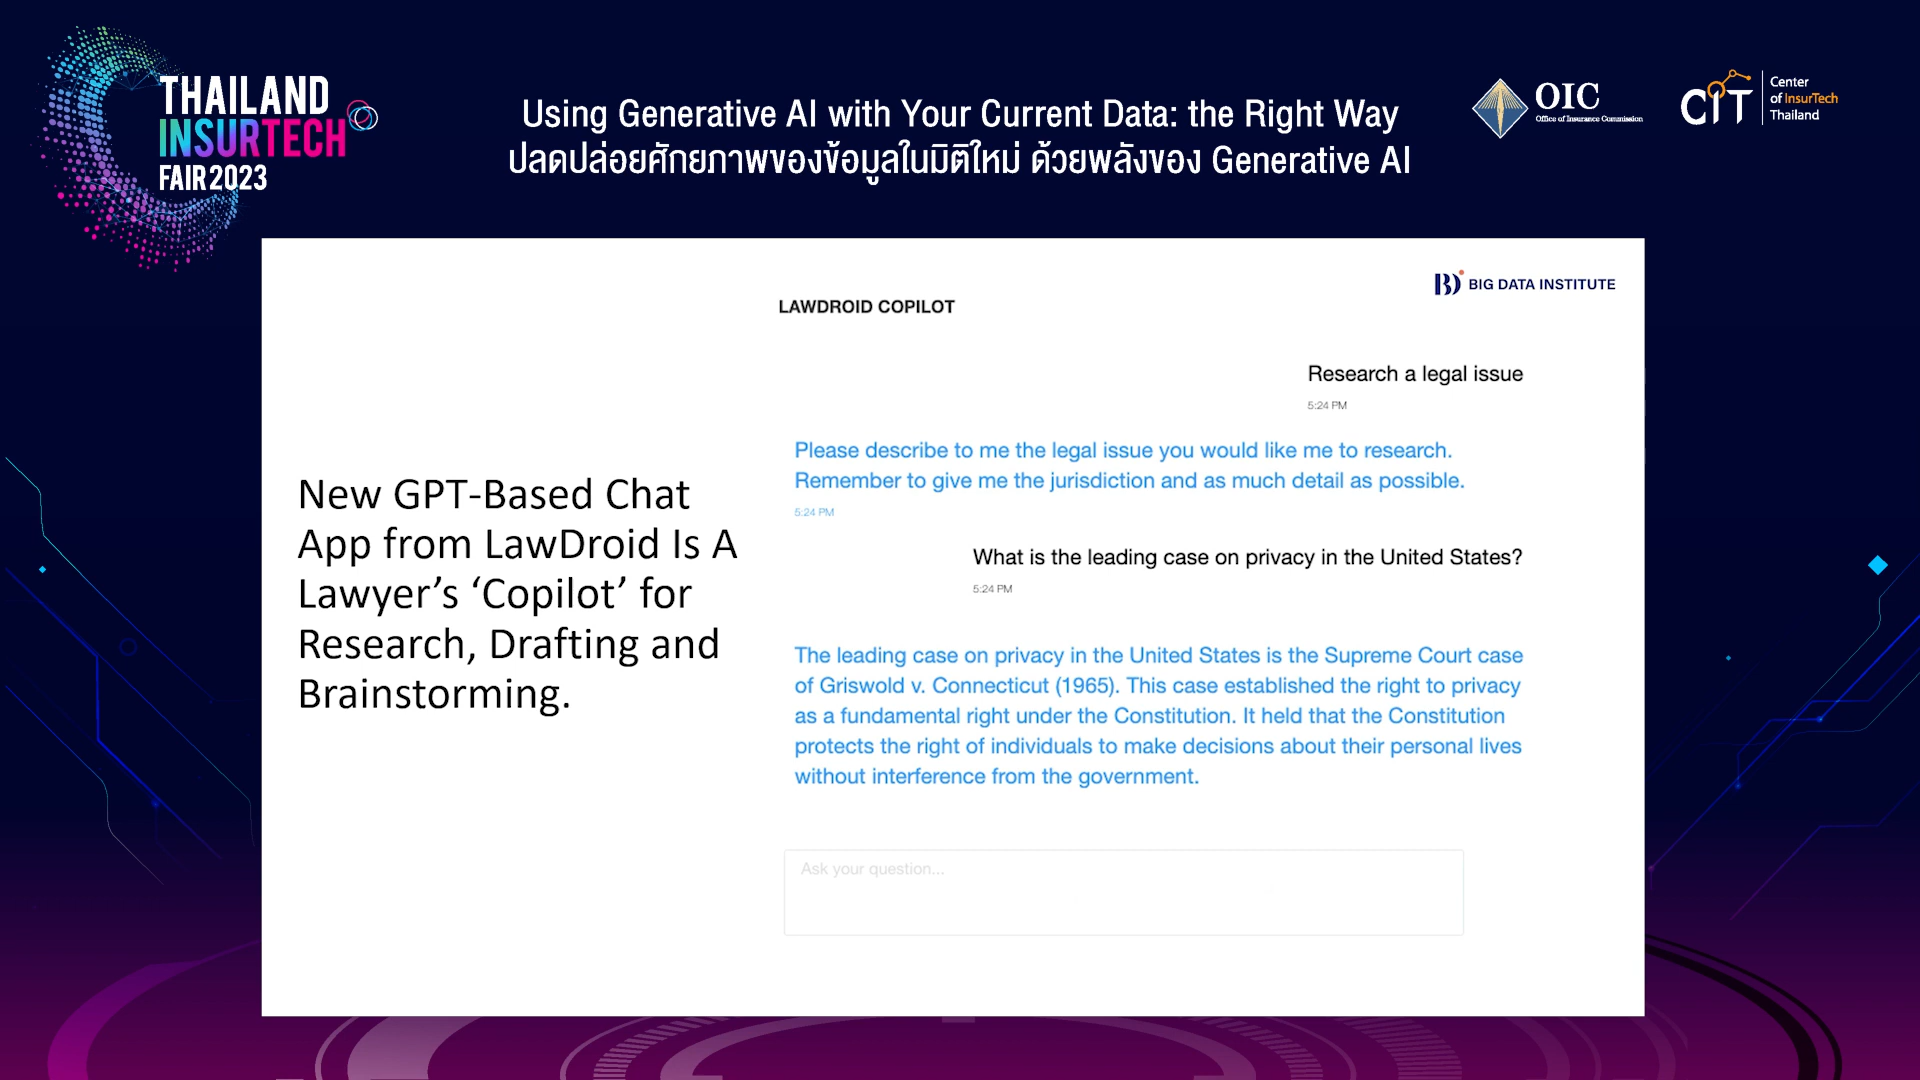 THAILAND
INSURTECH
FAIR 2023
Using Generative AI with Your Current Data: the Right Way
ปลดปล่อยศักยภาพของข้อมูลในมิติใหม่ ด้วยพลังของ Generative AI
OIC
Office of Insurance Commission
CIT
Center
of InsurTech
Thailand
BIG DATA INSTITUTE
New GPT-Based Chat
App from LawDroid Is A
Lawyer’s ‘Copilot’ for
Research, Drafting and
Brainstorming.
LAWDROID COPILOT
Research a legal issue
5:24 PM
Please describe to me the legal issue you would like me to research.
Remember to give me the jurisdiction and as much detail as possible.
5:24 PM
What is the leading case on privacy in the United States?
5:24 PM
The leading case on privacy in the United States is the Supreme Court case
of Griswold v. Connecticut (1965). This case established the right to privacy
as a fundamental right under the Constitution. It held that the Constitution
protects the right of individuals to make decisions about their personal lives
without interference from the government.
Ask your question...